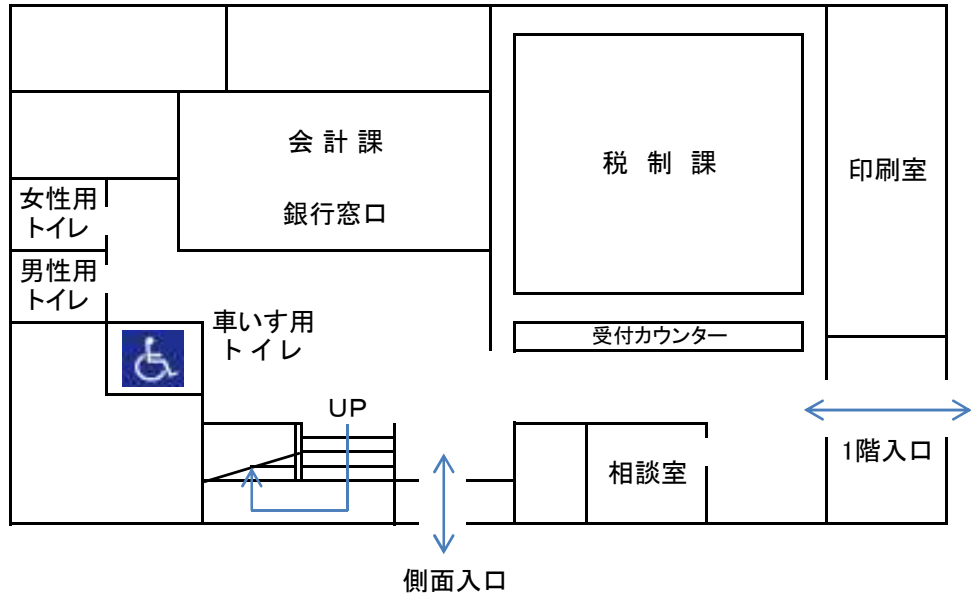 会計課
税制課
印刷室
銀行窓口
女性用
トイレ
男性用
トイレ
車いす用
トイレ
受付カウンター
UP
1階入口
相談室
側面入口